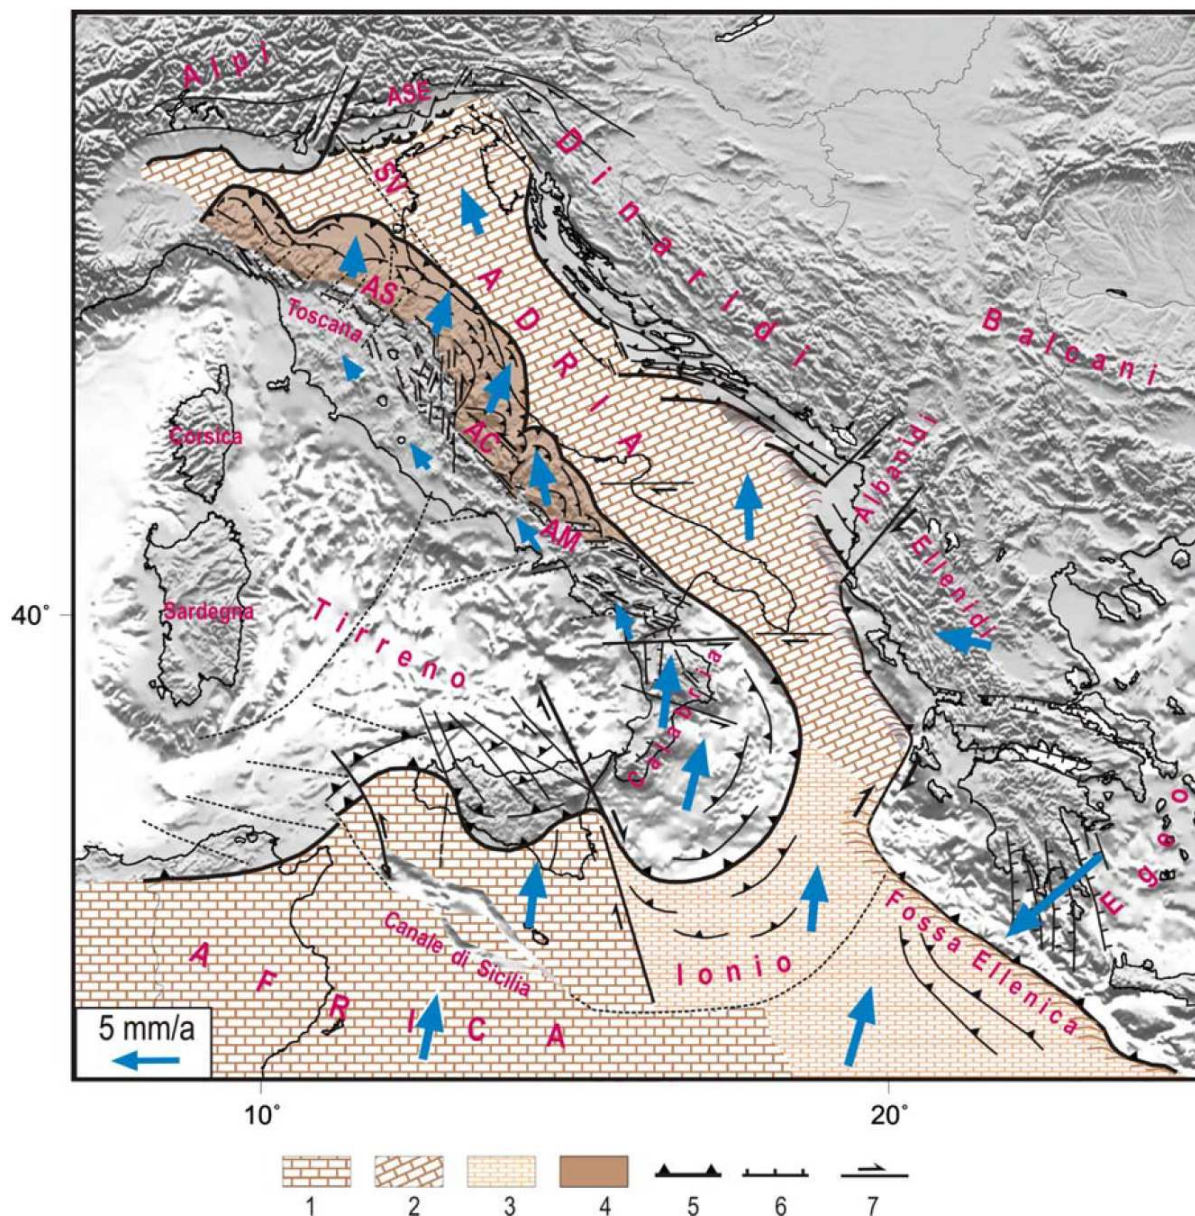 Alpi
ASE
SV
Dinaridi
ADRIA
AS
Toscana
Balcani
Corsica
AC
Albanidi
AM
Ellenidi
Sardegna
Tirreno
40°
Calabria
Egeo
Fossa Ellenica
Ionio
Canale di Sicilia
AFRICA
5 mm/a
10°
20°
1 2 3 4 5 6 7